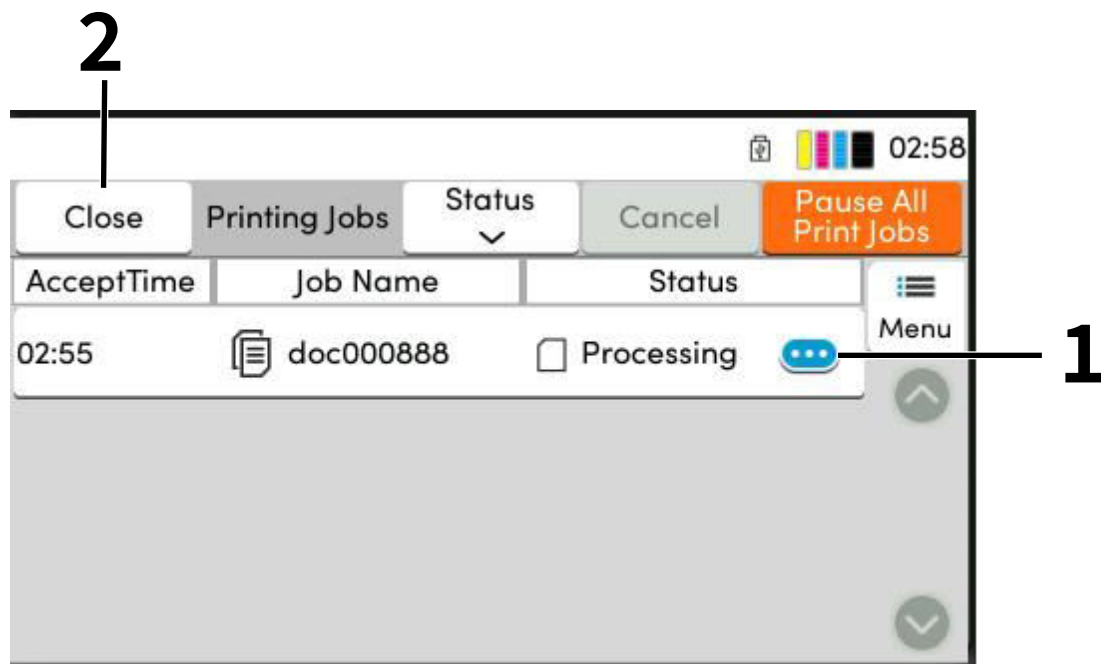 2
02:58
Close Printing Jobs Status Cancel Pause All
Print Jobs
AcceptTime Job Name Status
Menu
02:55 doc000888 Processing
1